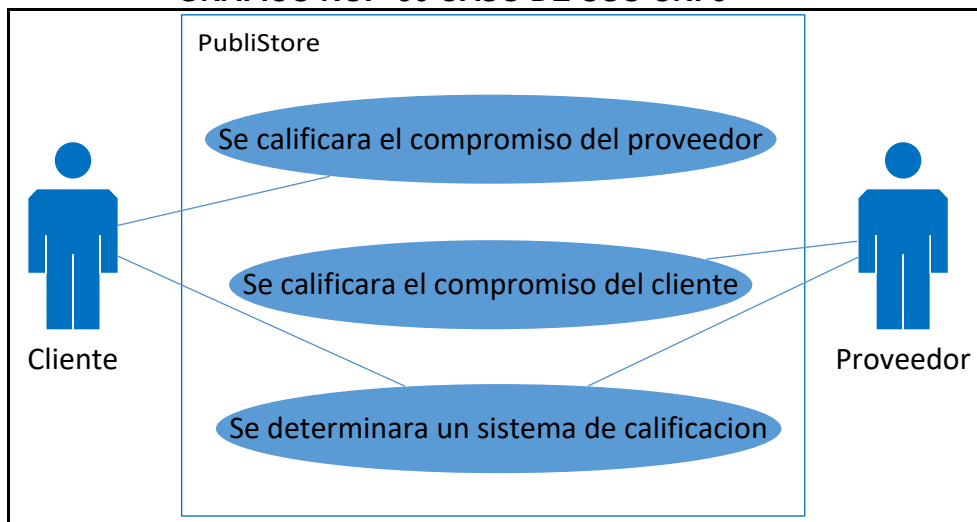 PubliStore
Se calificara el compromiso del proveedor
Se calificara el compromiso del cliente
Cliente
Proveedor
Se determinara un sistema de calificacion